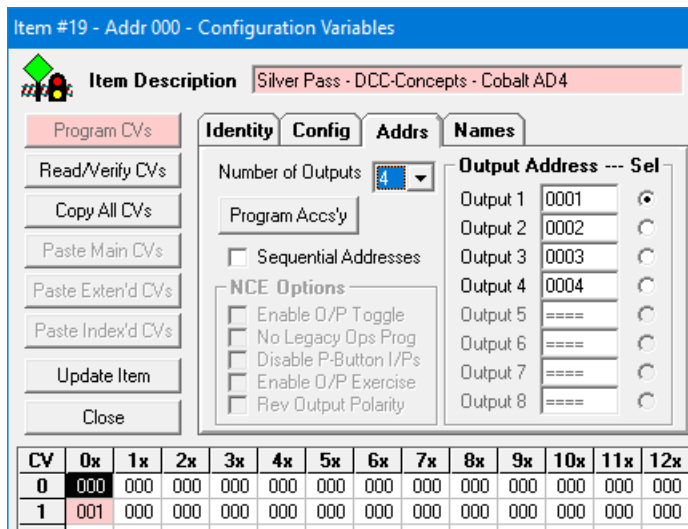 Item #19 - Addr 000 - Configuration Variables
Item Description Silver Pass - DCC-Concepts - Cobalt AD4
Program CVs
Read/Verify CVs
Copy All CVs
Paste Main CVs
Paste Exten'd CVs
Paste Index'd CVs
Update Item
Close
Identity Config Addrs Names
Number of Outputs 4
Program Accs'y
Sequential Addresses
NCE Options
Enable O/P Toggle
No Legacy Ops Prog
Disable P-Button I/Ps
Enable O/P Exercise
Rev Output Polarity
Output Address --- Sel
Output 1 0001
Output 2 0002
Output 3 0003
Output 4 0004
Output 5 ====
Output 6 ====
Output 7 ====
Output 8 ====
CV 0x 1x 2x 3x 4x 5x 6x 7x 8x 9x 10x 11x 12x
0 000 000 000 000 000 000 000 000 000 000 000 000 000
1 001 000 000 000 000 000 000 000 000 000 000 000 000